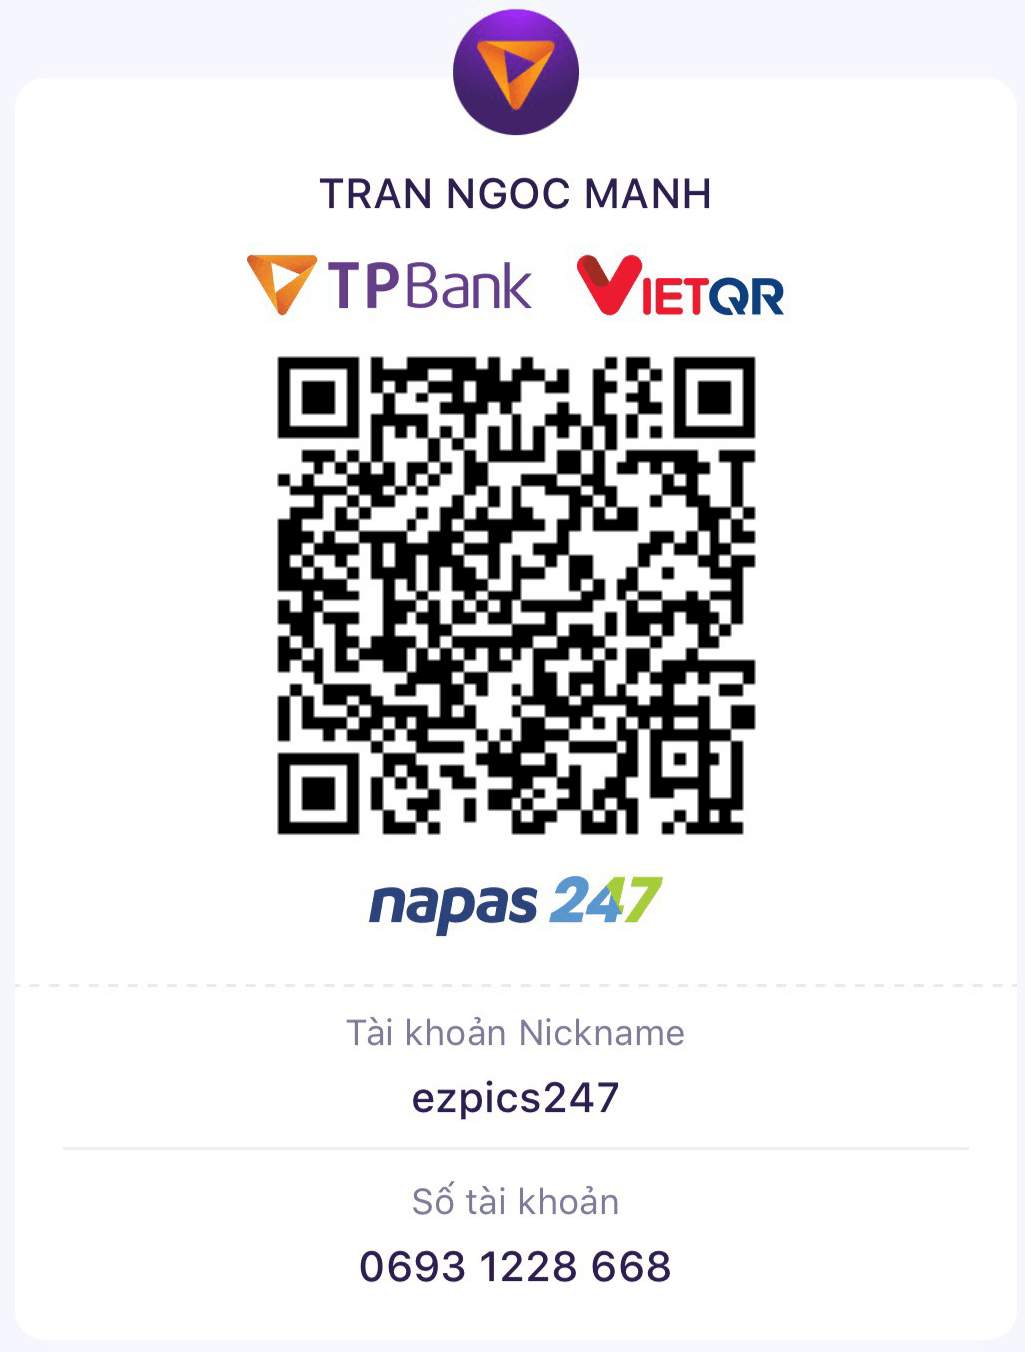 TRAN NGOC MANH
TPBank VIETQR
napas 247
Tài khoản Nickname
ezpics247
Số tài khoản
0693 1228 668